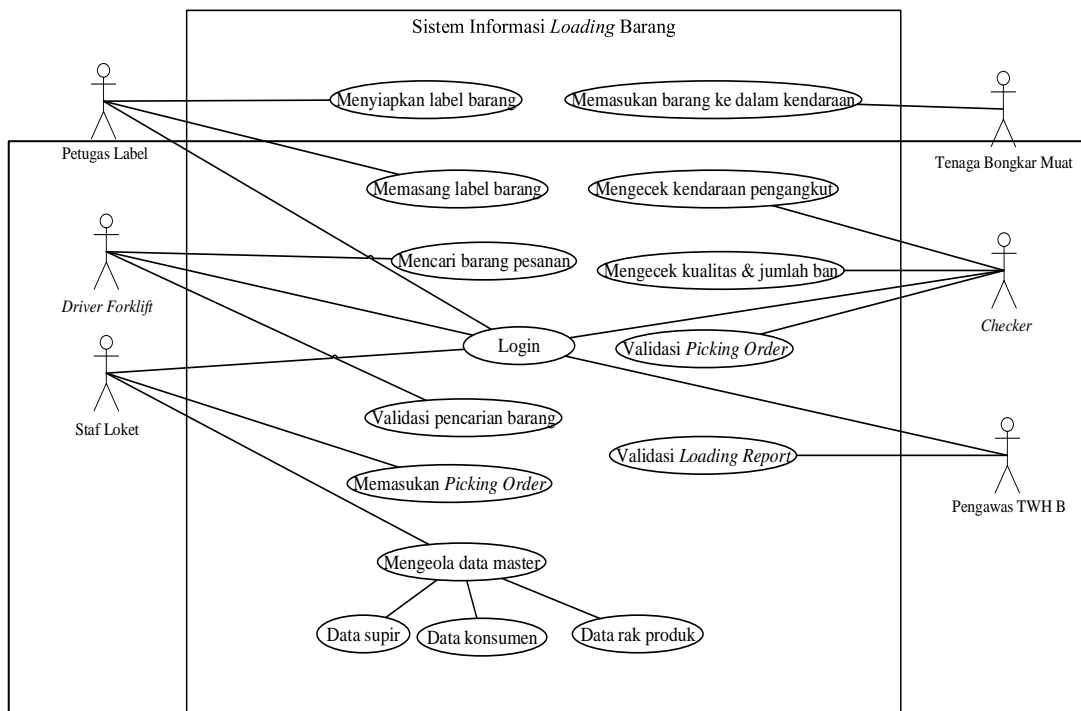 Sistem Informasi Loading Barang
Menyiapkan label barang
Memasukan barang ke dalam kendaraan
Petugas Label
Tenaga Bongkar Muat
Memasang label barang
Mengecek kendaraan pengangkut
Mencari barang pesanan
Mengecek kualitas & jumlah ban
Driver Forklift
Checker
Login
Validasi Picking Order
Staf Loket
Validasi pencarian barang
Validasi Loading Report
Memasukan Picking Order
Pengawas TWH B
Mengeola data master
Data supir
Data konsumen
Data rak produk